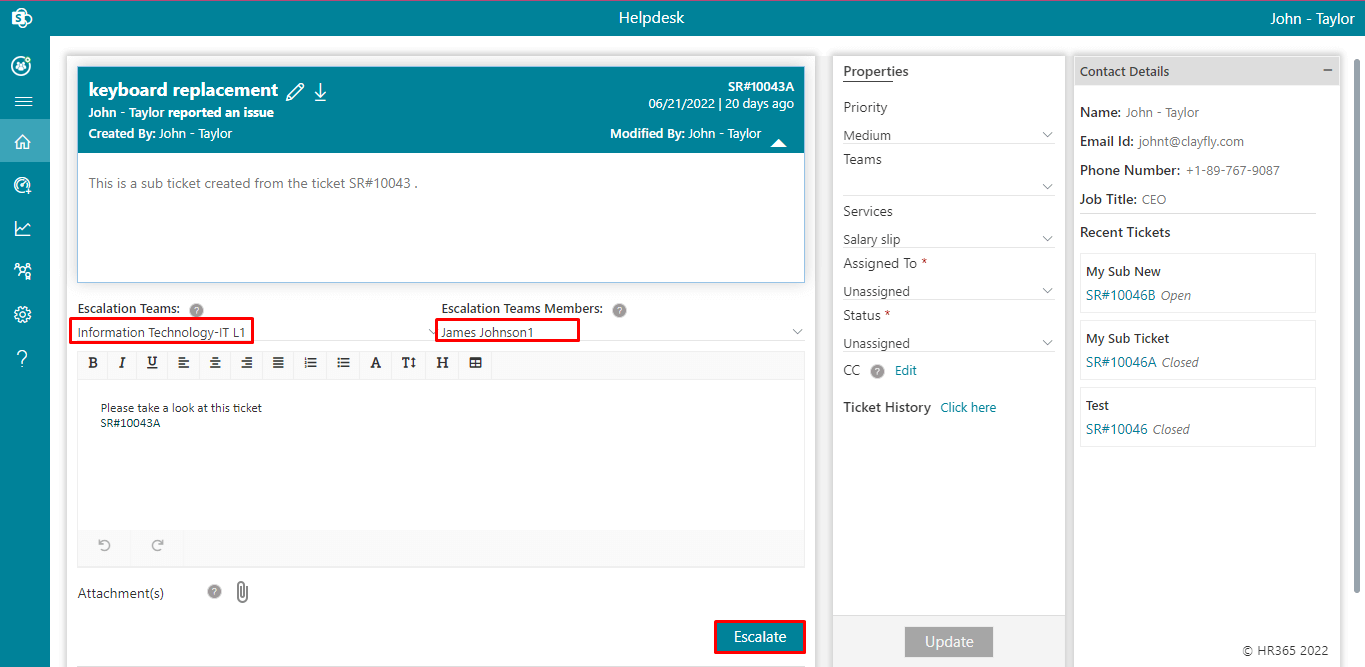 Helpdesk
John - Taylor
keyboard replacement
SR#10043A
John - Taylor reported an issue
06/21/2022 | 20 days ago
Created By: John - Taylor
Modified By: John - Taylor
This is a sub ticket created from the ticket SR#10043 .
Escalation Teams: ?
Escalation Teams Members: ?
Information Technology-IT L1
James Johnson1
B I U A T H
Please take a look at this ticket
SR#10043A
Attachment(s) ?
Escalate
Properties
Priority
Medium
Teams
Services
Salary slip
Assigned To *
Unassigned
Status *
Unassigned
CC ? Edit
Ticket History Click here
Update
Contact Details
Name: John - Taylor
Email Id: johnt@clayfly.com
Phone Number: +1-89-767-9087
Job Title: CEO
Recent Tickets
My Sub New
SR#10046B Open
My Sub Ticket
SR#10046A Closed
Test
SR#10046 Closed
© HR365 2022